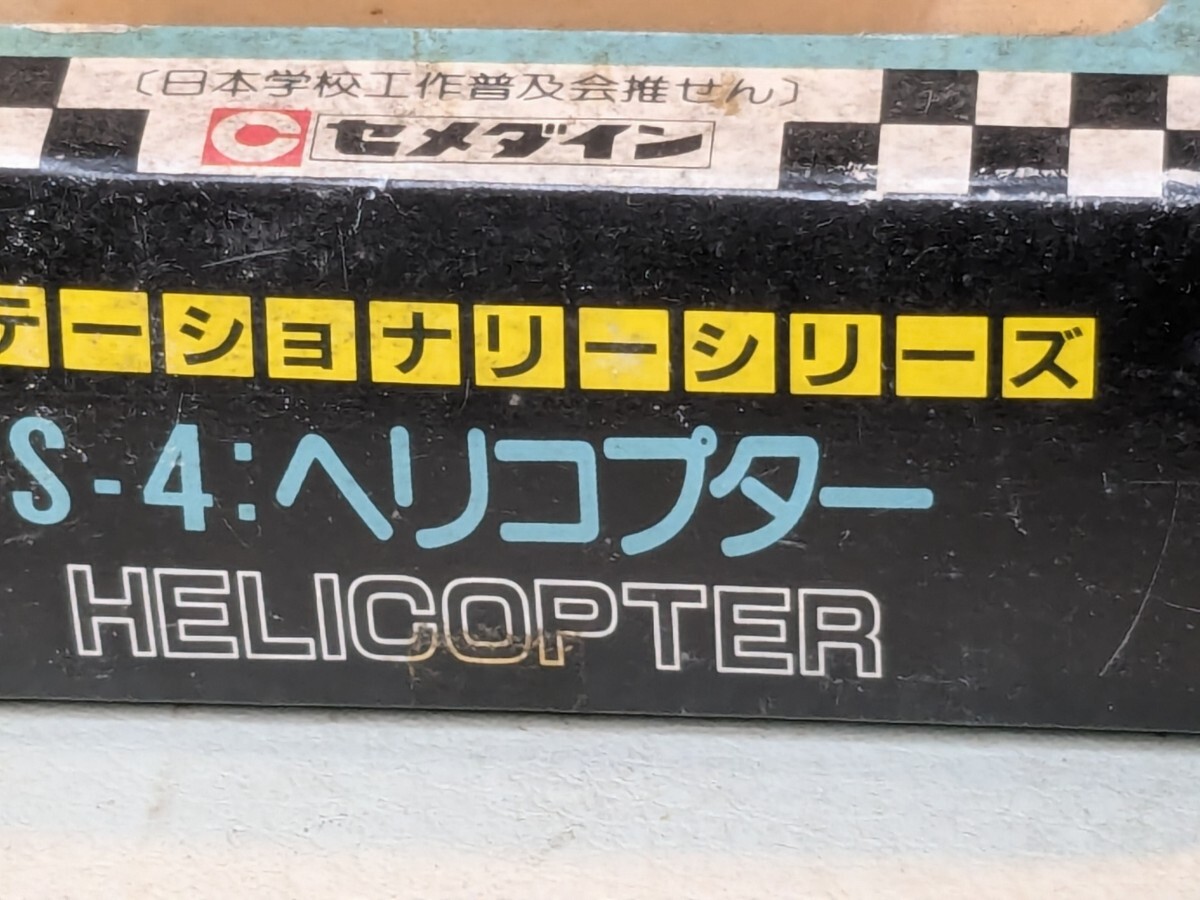 〔日本学校工作普及会推せん〕
C セメダイン
テーショナリーシリーズ
S-4:ヘリコプター
HELICOPTER